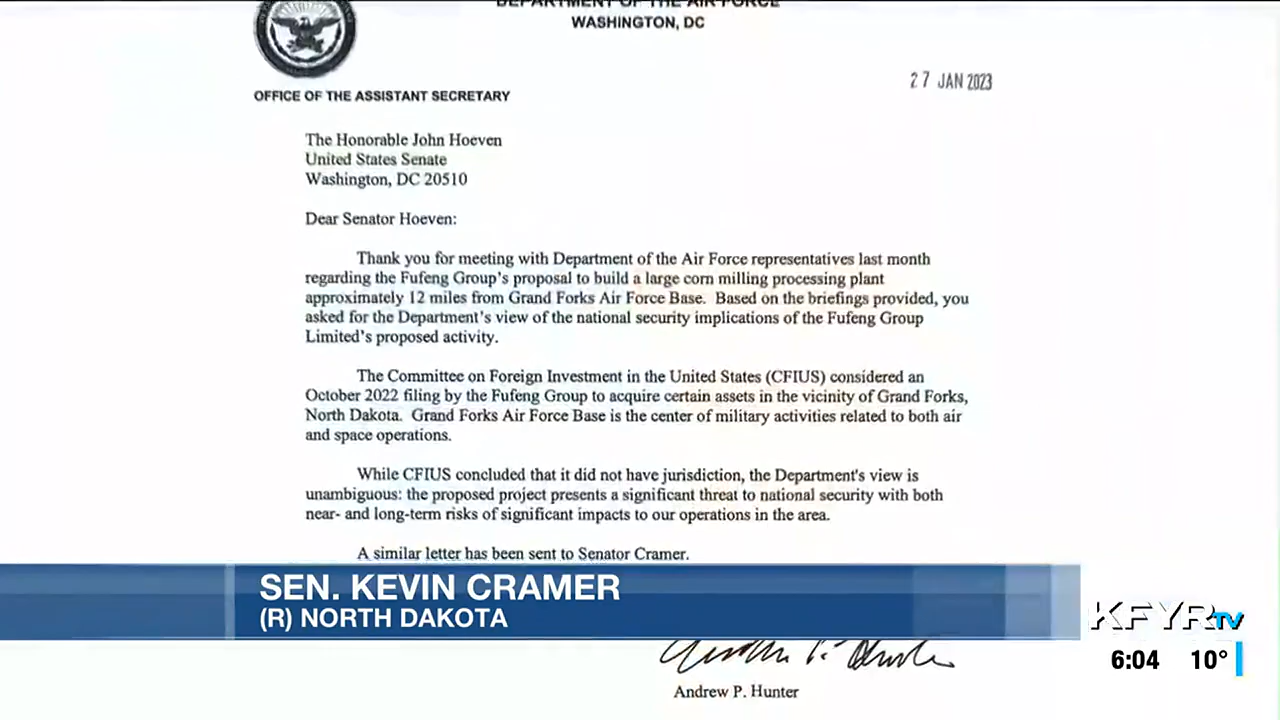 DEPARTMENT OF THE AIR FORCE
WASHINGTON, DC
27 JAN 2023
OFFICE OF THE ASSISTANT SECRETARY
The Honorable John Hoeven
United States Senate
Washington, DC 20510
Dear Senator Hoeven:
Thank you for meeting with Department of the Air Force representatives last month
regarding the Fufeng Group's proposal to build a large corn milling processing plant
approximately 12 miles from Grand Forks Air Force Base. Based on the briefings provided, you
asked for the Department's view of the national security implications of the Fufeng Group
Limited's proposed activity.
The Committee on Foreign Investment in the United States (CFIUS) considered an
October 2022 filing by the Fufeng Group to acquire certain assets in the vicinity of Grand Forks,
North Dakota. Grand Forks Air Force Base is the center of military activities related to both air
and space operations.
While CFIUS concluded that it did not have jurisdiction, the Department's view is
unambiguous: the proposed project presents a significant threat to national security with both
near- and long-term risks of significant impacts to our operations in the area.
A similar letter has been sent to Senator Cramer.
SEN. KEVIN CRAMER
(R) NORTH DAKOTA
KFYR TV
6:04 10°
Andrew P. Hunter